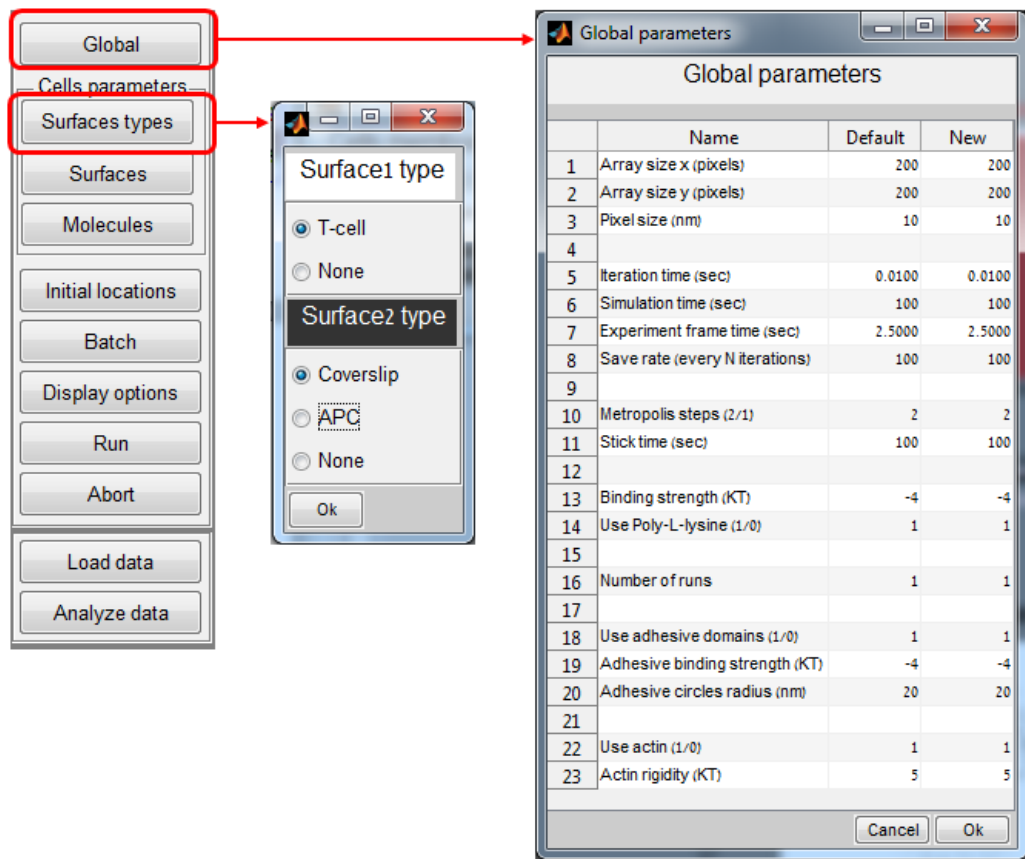 Global
Cells parameters
Surfaces types
Surfaces
Molecules
Initial locations
Batch
Display options
Run
Abort
Load data
Analyze data
Surface1 type
T-cell
None
Surface2 type
Coverslip
APC
None
Ok
Global parameters
Global parameters
Name Default New
1 Array size x (pixels) 200 200
2 Array size y (pixels) 200 200
3 Pixel size (nm) 10 10
4
5 Iteration time (sec) 0.0100 0.0100
6 Simulation time (sec) 100 100
7 Experiment frame time (sec) 2.5000 2.5000
8 Save rate (every N iterations) 100 100
9
10 Metropolis steps (2/1) 2 2
11 Stick time (sec) 100 100
12
13 Binding strength (KT) -4 -4
14 Use Poly-L-lysine (1/0) 1 1
15
16 Number of runs 1 1
17
18 Use adhesive domains (1/0) 1 1
19 Adhesive binding strength (KT) -4 -4
20 Adhesive circles radius (nm) 20 20
21
22 Use actin (1/0) 1 1
23 Actin rigidity (KT) 5 5
Cancel Ok